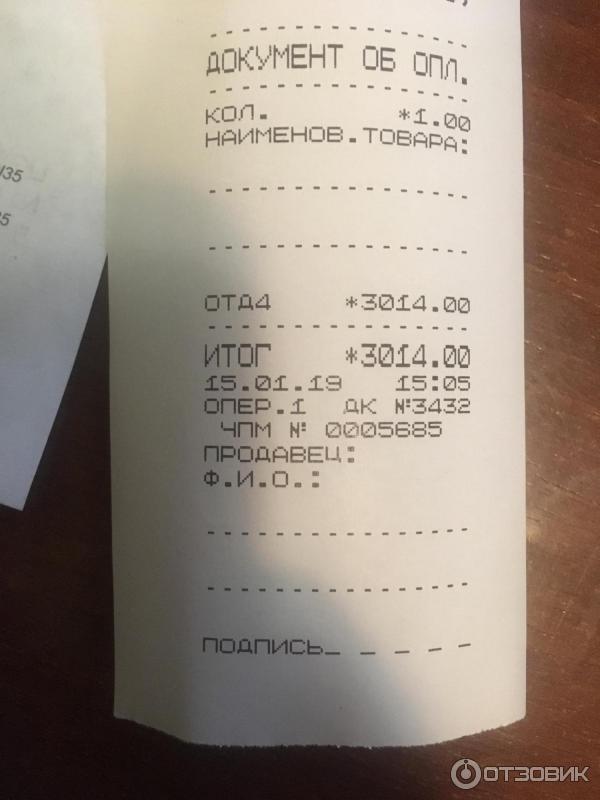 ДОКУМЕНТ ОБ ОПЛ.
КОЛ. *1.00
НАИМЕНОВ.ТОВАРА:
ОТД4 *3014.00
ИТОГ *3014.00
15.01.19 15:05
ОПЕР.1 ДК №3432
ЧПМ № 0005685
ПРОДАВЕЦ:
Ф.И.О.:
ПОДПИСЬ_ _ _ _ _
ОТЗОВИК